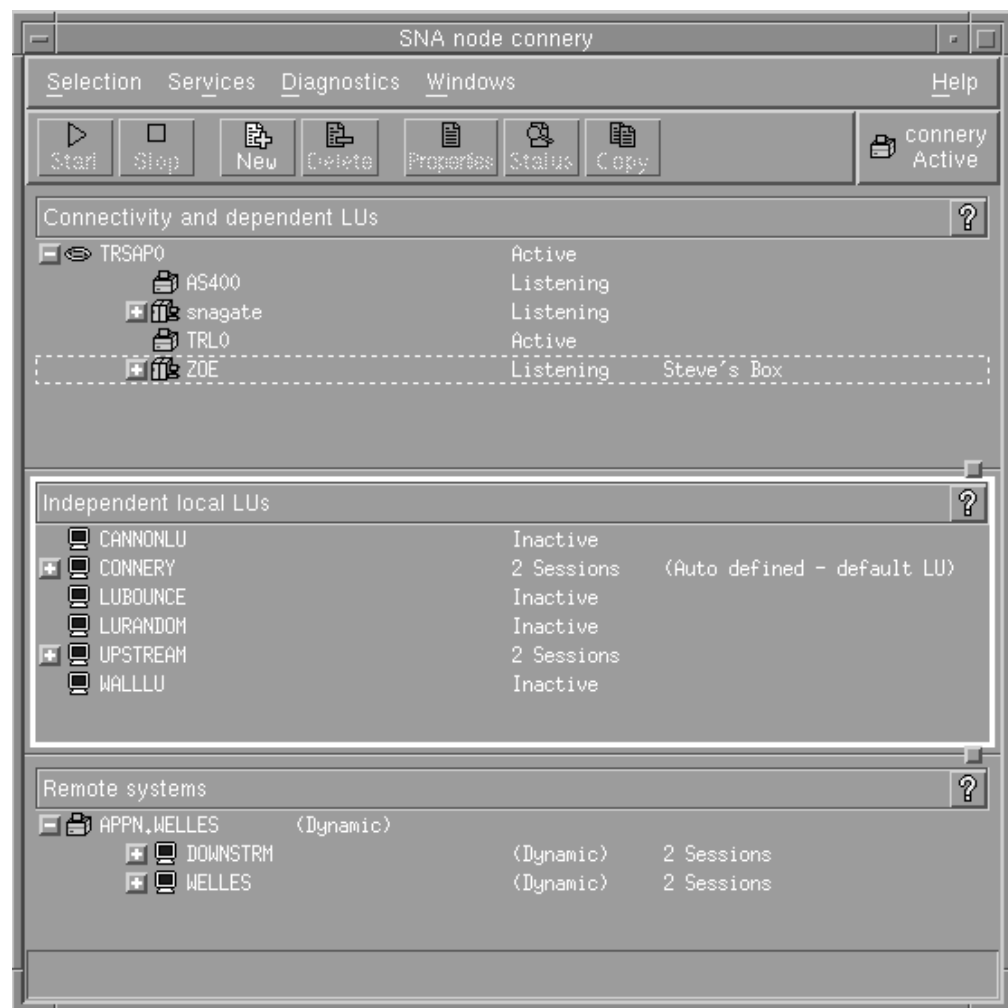 SNA node connery
Selection Services Diagnostics Windows Help
Start Stop New Delete Properties Status Copy connery
Active
Connectivity and dependent LUs ?
TRSAP0 Active
AS400 Listening
snagate Listening
TRL0 Active
ZOE Listening Steve's Box
Independent local LUs ?
CANNONLU Inactive
CONNERY 2 Sessions (Auto defined - default LU)
LUBOUNCE Inactive
LURANDOM Inactive
UPSTREAM 2 Sessions
WALLLU Inactive
Remote systems ?
APPN.WELLES (Dynamic)
DOWNSTRM (Dynamic) 2 Sessions
WELLES (Dynamic) 2 Sessions